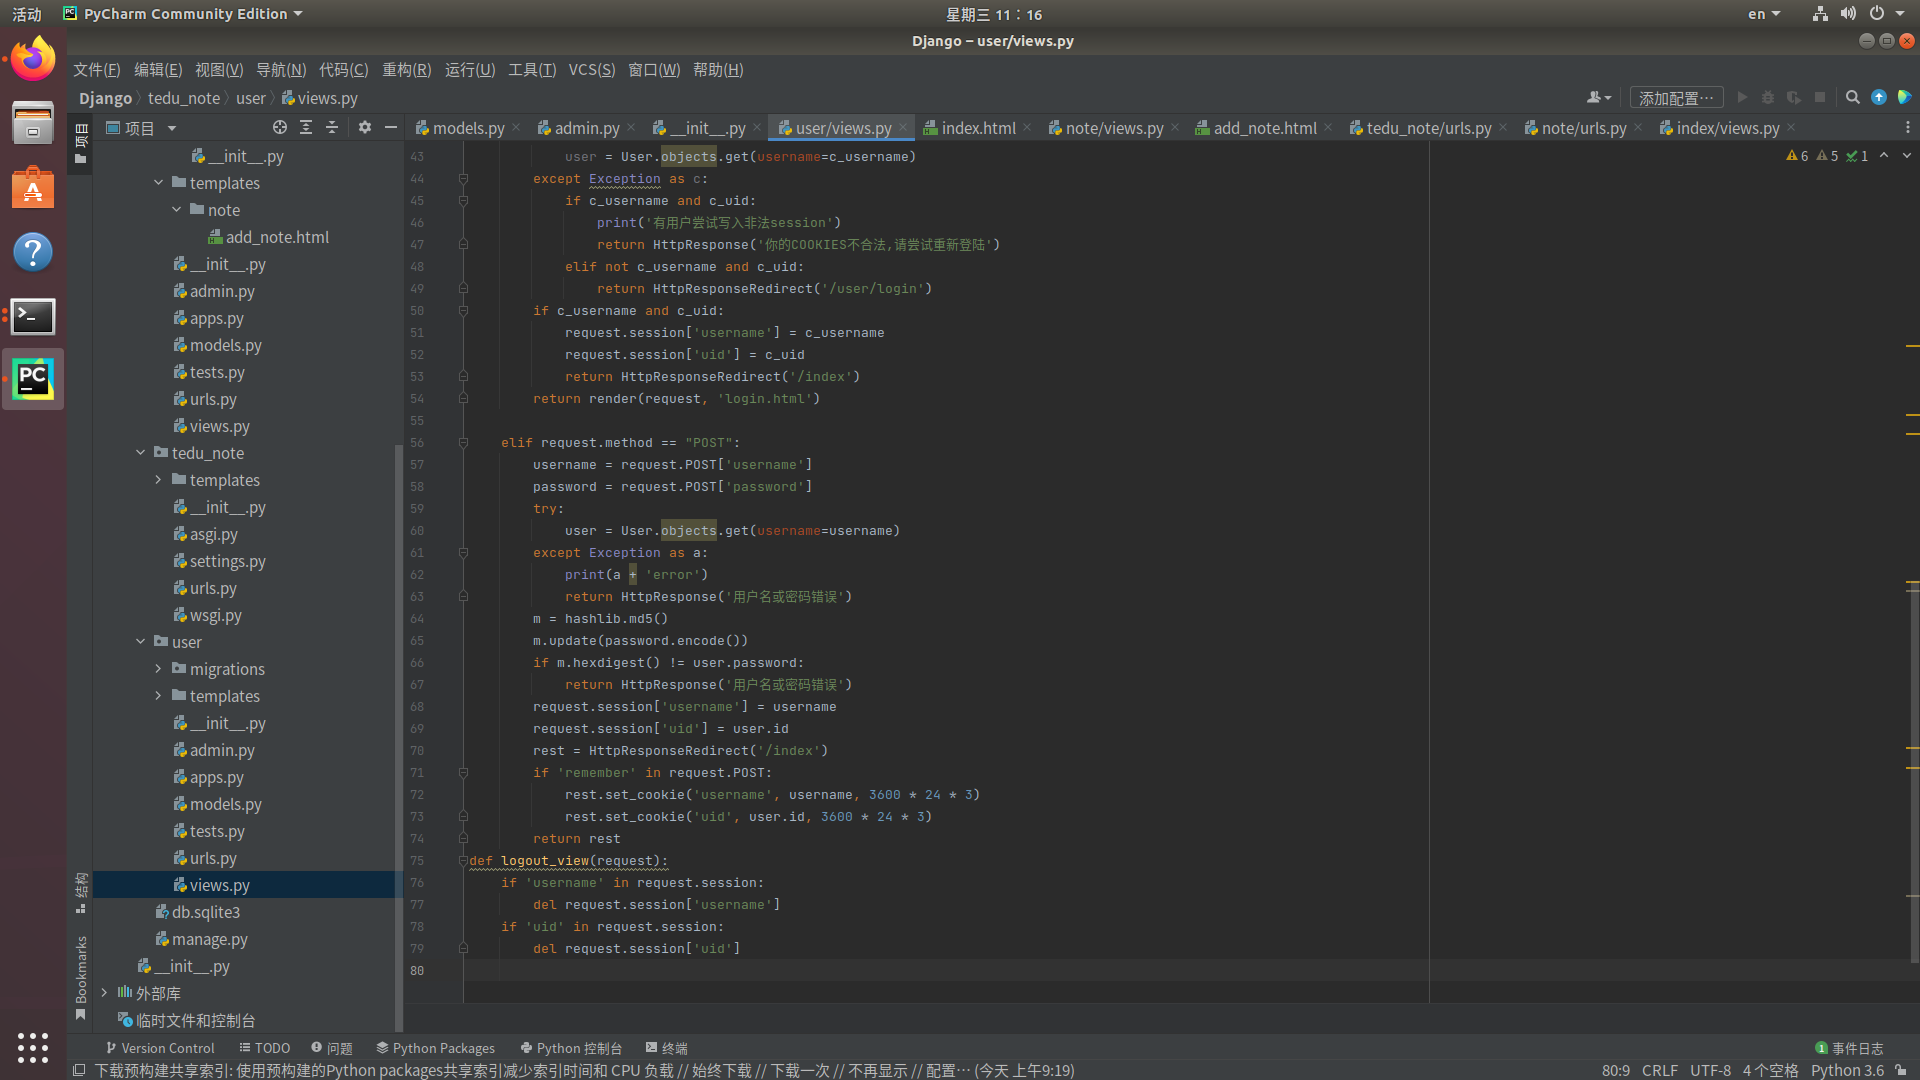 活动
PyCharm Community Edition
星期三 11：16
en
Django – user/views.py
文件(F) 编辑(E) 视图(V) 导航(N) 代码(C) 重构(R) 运行(U) 工具(T) VCS(S) 窗口(W) 帮助(H)
Django tedu_note user views.py
添加配置…
项目
models.py admin.py __init__.py user/views.py index.html note/views.py add_note.html tedu_note/urls.py note/urls.py index/views.py
6 5 1
项目
结构
Bookmarks
__init__.py
templates
note
add_note.html
__init__.py
admin.py
apps.py
models.py
tests.py
urls.py
views.py
tedu_note
templates
__init__.py
asgi.py
settings.py
urls.py
wsgi.py
user
migrations
templates
__init__.py
admin.py
apps.py
models.py
tests.py
urls.py
views.py
db.sqlite3
manage.py
__init__.py
外部库
临时文件和控制台
43 user = User.objects.get(username=c_username)
44 except Exception as c:
45 if c_username and c_uid:
46 print('有用户尝试写入非法session')
47 return HttpResponse('你的COOKIES不合法,请尝试重新登陆')
48 elif not c_username and c_uid:
49 return HttpResponseRedirect('/user/login')
50 if c_username and c_uid:
51 request.session['username'] = c_username
52 request.session['uid'] = c_uid
53 return HttpResponseRedirect('/index')
54 return render(request, 'login.html')
55
56 elif request.method == "POST":
57 username = request.POST['username']
58 password = request.POST['password']
59 try:
60 user = User.objects.get(username=username)
61 except Exception as a:
62 print(a + 'error')
63 return HttpResponse('用户名或密码错误')
64 m = hashlib.md5()
65 m.update(password.encode())
66 if m.hexdigest() != user.password:
67 return HttpResponse('用户名或密码错误')
68 request.session['username'] = username
69 request.session['uid'] = user.id
70 rest = HttpResponseRedirect('/index')
71 if 'remember' in request.POST:
72 rest.set_cookie('username', username, 3600 * 24 * 3)
73 rest.set_cookie('uid', user.id, 3600 * 24 * 3)
74 return rest
75 def logout_view(request):
76 if 'username' in request.session:
77 del request.session['username']
78 if 'uid' in request.session:
79 del request.session['uid']
80
Version Control TODO 问题 Python Packages Python 控制台 终端
1 事件日志
下载预构建共享索引: 使用预构建的Python packages共享索引减少索引时间和 CPU 负载 // 始终下载 // 下载一次 // 不再显示 // 配置… (今天 上午9:19)
80:9 CRLF UTF-8 4 个空格 Python 3.6